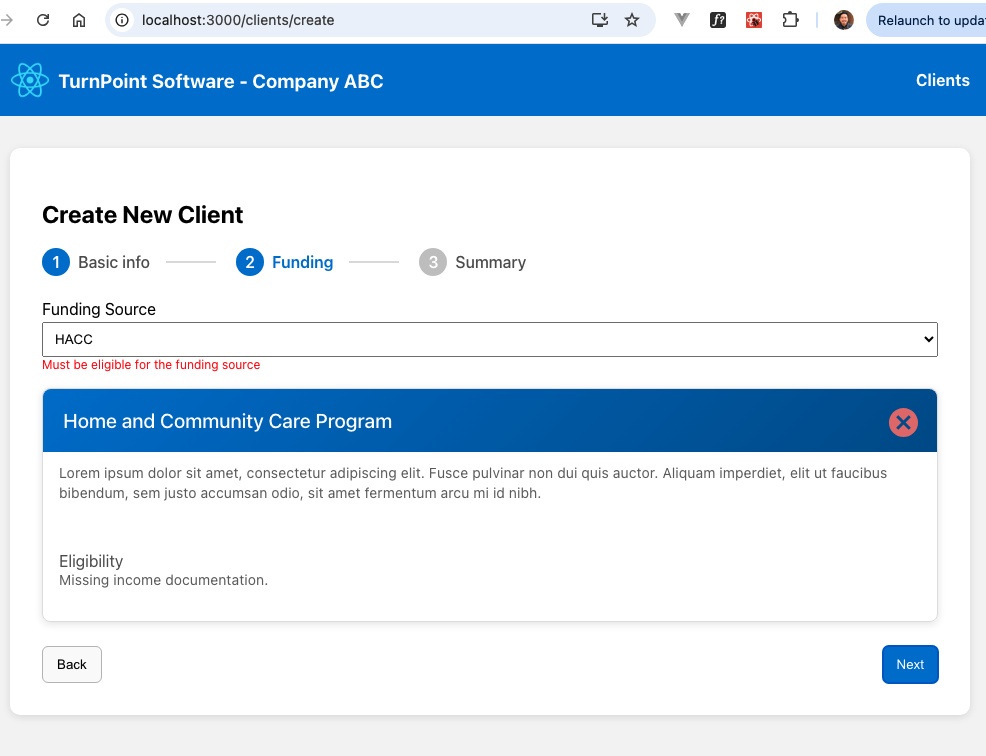 localhost:3000/clients/create
f?
Relaunch to upda
TurnPoint Software - Company ABC
Clients
Create New Client
1 Basic info
2 Funding
3 Summary
Funding Source
HACC
Must be eligible for the funding source
Home and Community Care Program
Lorem ipsum dolor sit amet, consectetur adipiscing elit. Fusce pulvinar non dui quis auctor. Aliquam imperdiet, elit ut faucibus
bibendum, sem justo accumsan odio, sit amet fermentum arcu mi id nibh.
Eligibility
Missing income documentation.
Back
Next